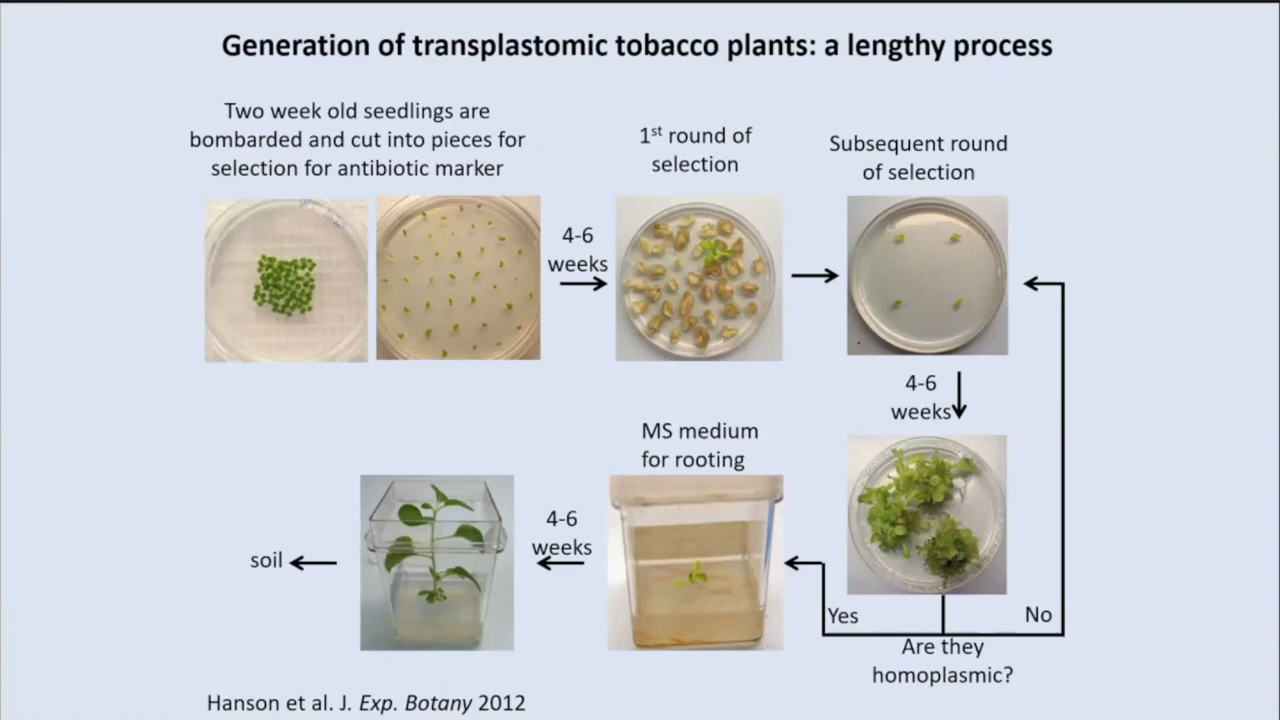 Generation of transplastomic tobacco plants: a lengthy process
Two week old seedlings are
bombarded and cut into pieces for
selection for antibiotic marker
4-6
weeks
1st round of
selection
Subsequent round
of selection
4-6
weeks
Are they
homoplasmic?
Yes
No
MS medium
for rooting
4-6
weeks
soil
Hanson et al. J. Exp. Botany 2012